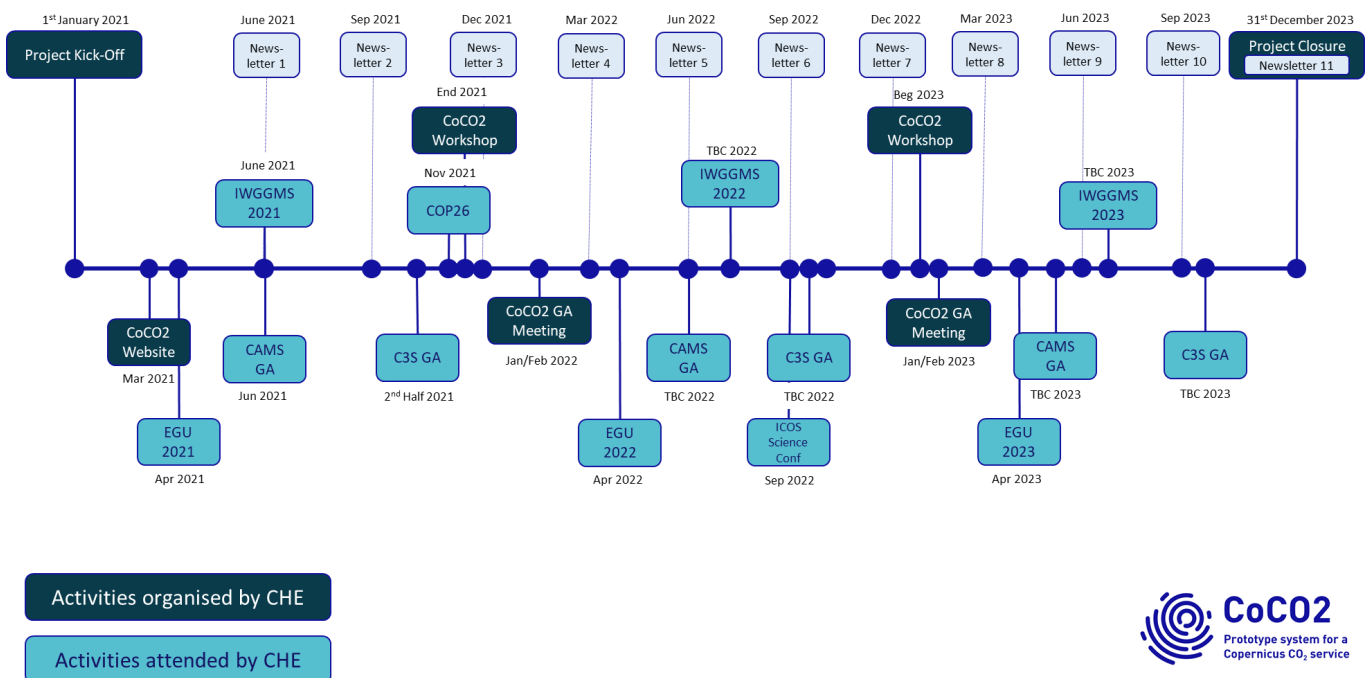 1st January 2021
June 2021
Sep 2021
Dec 2021
Mar 2022
Jun 2022
Sep 2022
Dec 2022
Mar 2023
Jun 2023
Sep 2023
31st December 2023
Project Kick-Off
News-
letter 1
News-
letter 2
News-
letter 3
News-
letter 4
News-
letter 5
News-
letter 6
News-
letter 7
News-
letter 8
News-
letter 9
News-
letter 10
Project Closure
Newsletter 11
End 2021
CoCO2
Workshop
Beg 2023
CoCO2
Workshop
June 2021
IWGGMS
2021
Nov 2021
COP26
TBC 2022
IWGGMS
2022
TBC 2023
IWGGMS
2023
CoCO2
Website
Mar 2021
EGU
2021
Apr 2021
CAMS
GA
Jun 2021
C3S GA
2nd Half 2021
CoCO2 GA
Meeting
Jan/Feb 2022
EGU
2022
Apr 2022
CAMS
GA
TBC 2022
C3S GA
TBC 2022
ICOS
Science
Conf
Sep 2022
CoCO2 GA
Meeting
Jan/Feb 2023
EGU
2023
Apr 2023
CAMS
GA
TBC 2023
C3S GA
TBC 2023
Activities organised by CHE
Activities attended by CHE
CoCO2
Prototype system for a
Copernicus CO₂ service